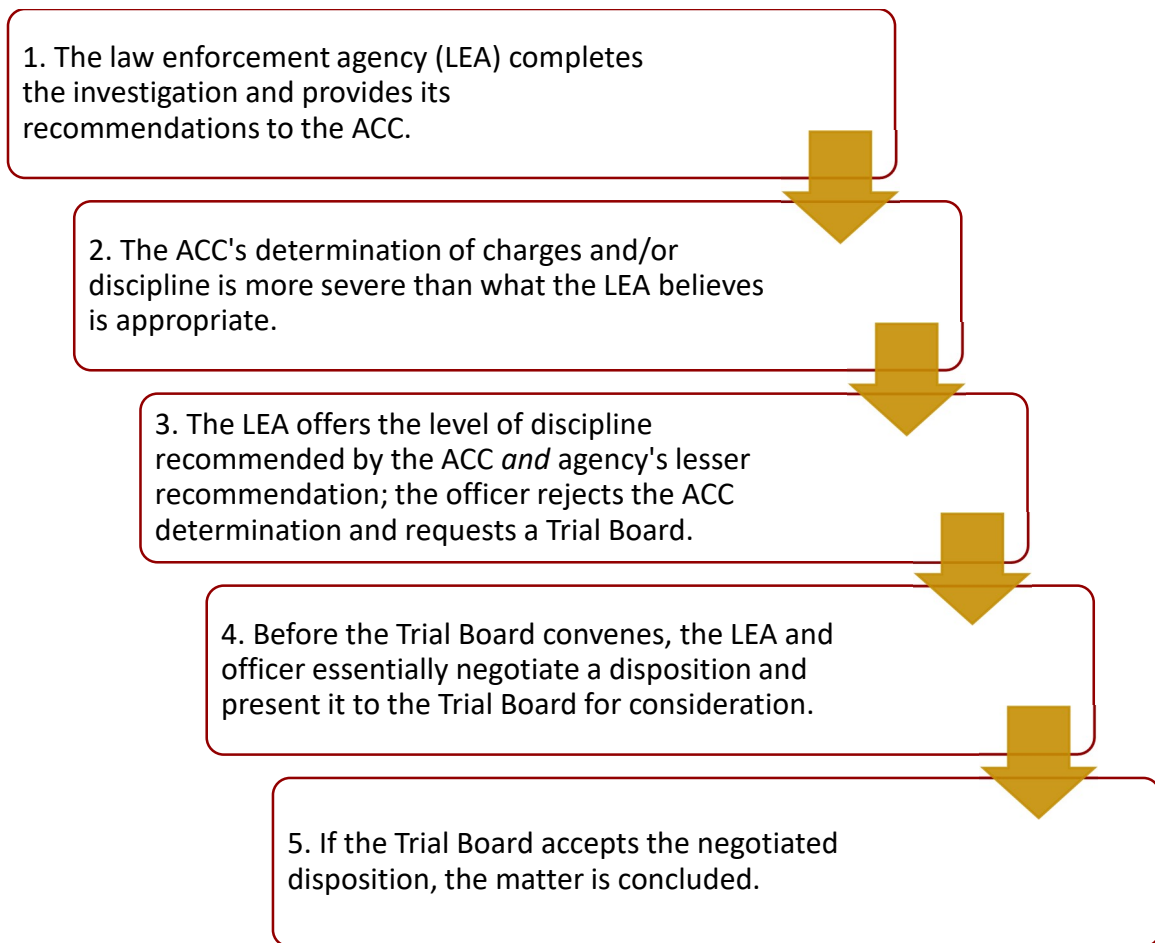 1. The law enforcement agency (LEA) completes
the investigation and provides its
recommendations to the ACC.
2. The ACC's determination of charges and/or
discipline is more severe than what the LEA believes
is appropriate.
3. The LEA offers the level of discipline
recommended by the ACC and agency's lesser
recommendation; the officer rejects the ACC
determination and requests a Trial Board.
4. Before the Trial Board convenes, the LEA and
officer essentially negotiate a disposition and
present it to the Trial Board for consideration.
5. If the Trial Board accepts the negotiated
disposition, the matter is concluded.